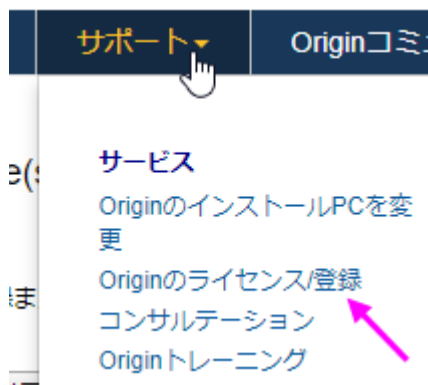 サポート
Originコミ
サービス
OriginのインストールPCを変
更
Originのライセンス/登録
コンサルテーション
Originトレーニング
e(
ま